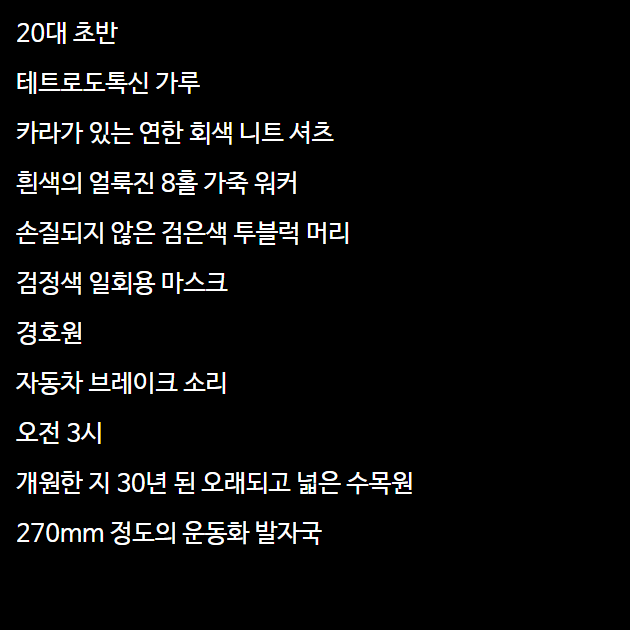 20대 초반
테트로도톡신 가루
카라가 있는 연한 회색 니트 셔츠
흰색의 얼룩진 8홀 가죽 워커
손질되지 않은 검은색 투블럭 머리
검정색 일회용 마스크
경호원
자동차 브레이크 소리
오전 3시
개원한 지 30년 된 오래되고 넓은 수목원
270mm 정도의 운동화 발자국